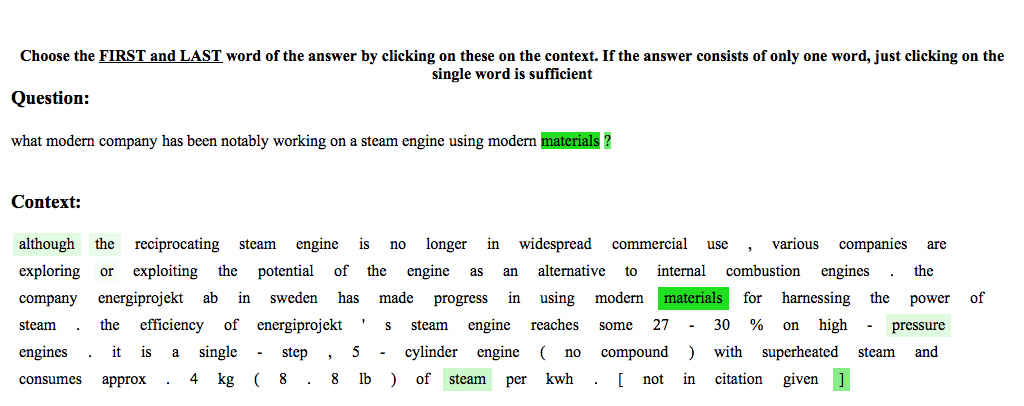 Choose the FIRST and LAST word of the answer by clicking on these on the context. If the answer consists of only one word, just clicking on the
single word is sufficient
Question:
what modern company has been notably working on a steam engine using modern materials ?
Context:
although the reciprocating steam engine is no longer in widespread commercial use , various companies are
exploring or exploiting the potential of the engine as an alternative to internal combustion engines . the
company energiprojekt ab in sweden has made progress in using modern materials for harnessing the power of
steam . the efficiency of energiprojekt ' s steam engine reaches some 27 - 30 % on high - pressure
engines . it is a single - step , 5 - cylinder engine ( no compound ) with superheated steam and
consumes approx . 4 kg ( 8 . 8 lb ) of steam per kwh . [ not in citation given ]